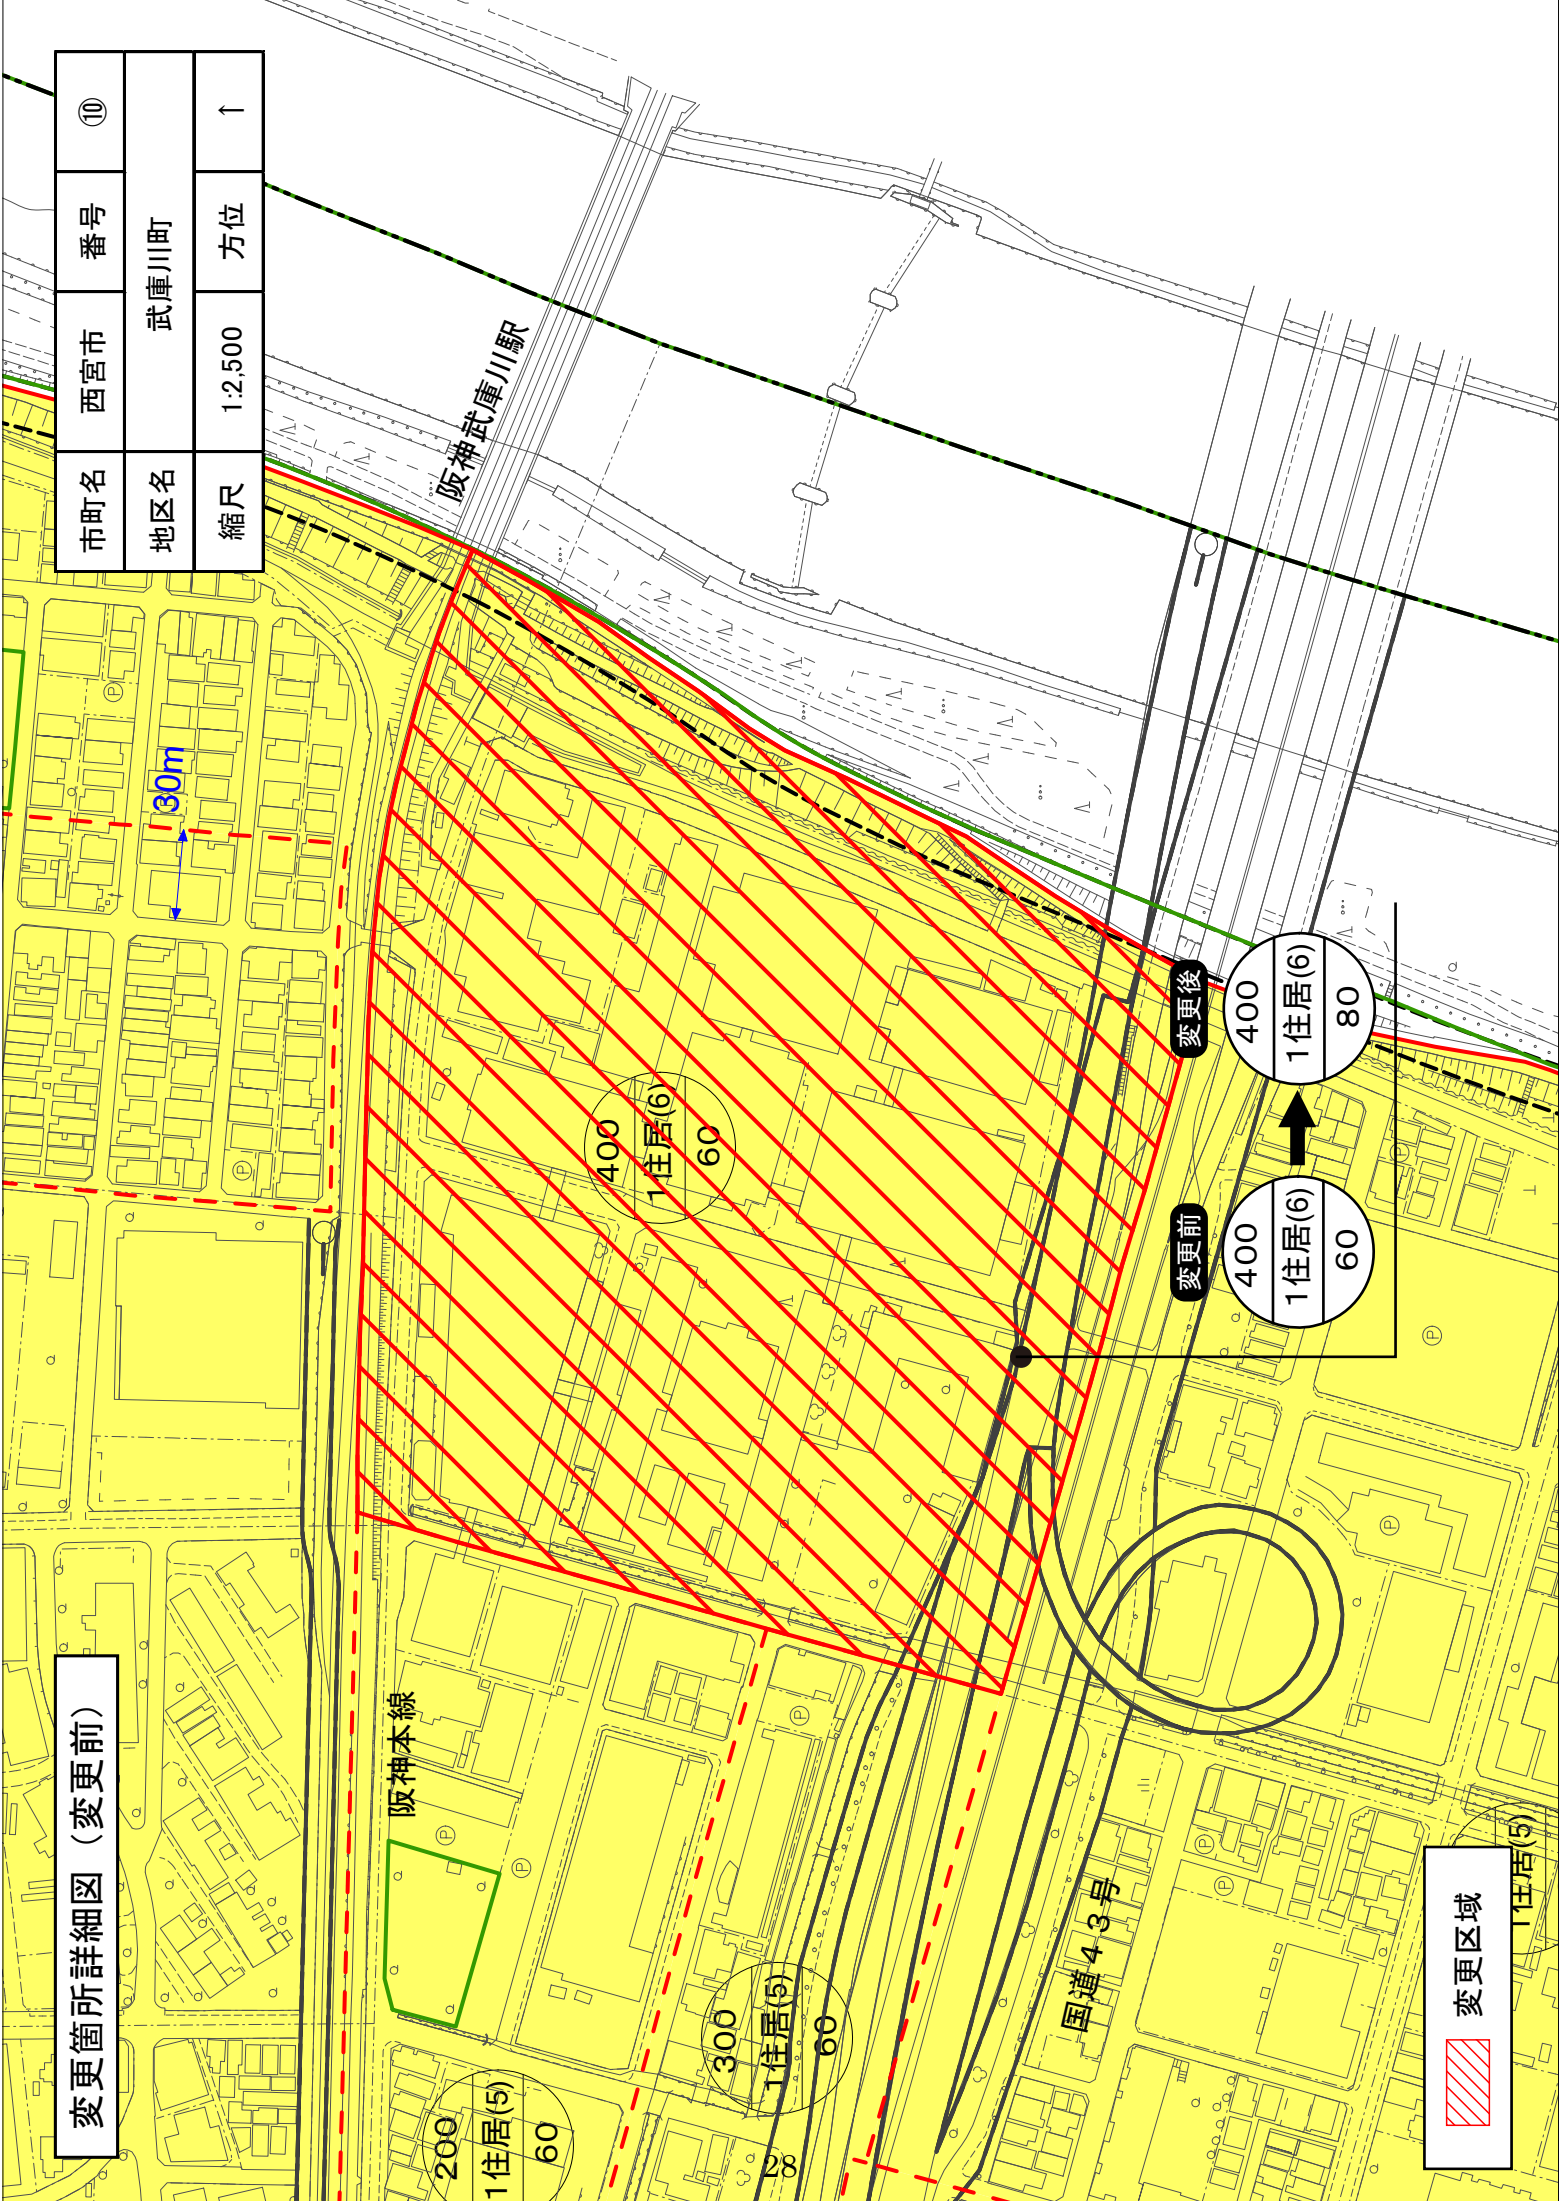 変更箇所詳細図（変更前）
市町名 西宮市 番号 ⑩
地区名 武庫川町
縮尺 1:2,500 方位 ↑
30m
阪神武庫川駅
阪神本線
400
1住居(6)
60
200
1住居(5)
60
300
1住居(5)
60
国道43号
変更前
400
1住居(6)
60
変更後
400
1住居(6)
80
1住居(5)
変更区域
28